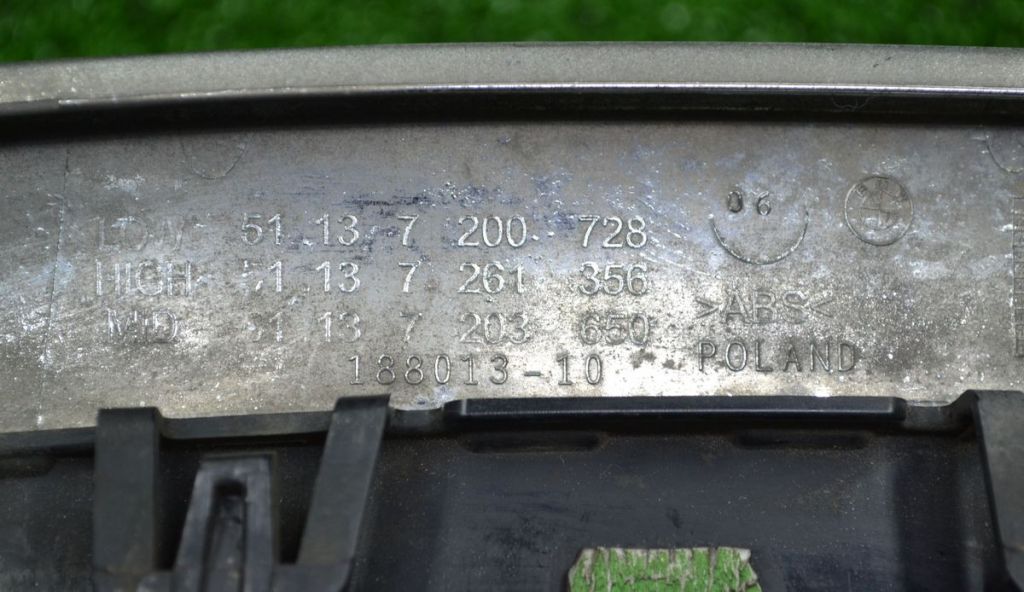 LOW 51 13 7 200 728
HIGH 51 13 7 261 356
MID 51 13 7 203 650
188013-10
06
>ABS<
POLAND